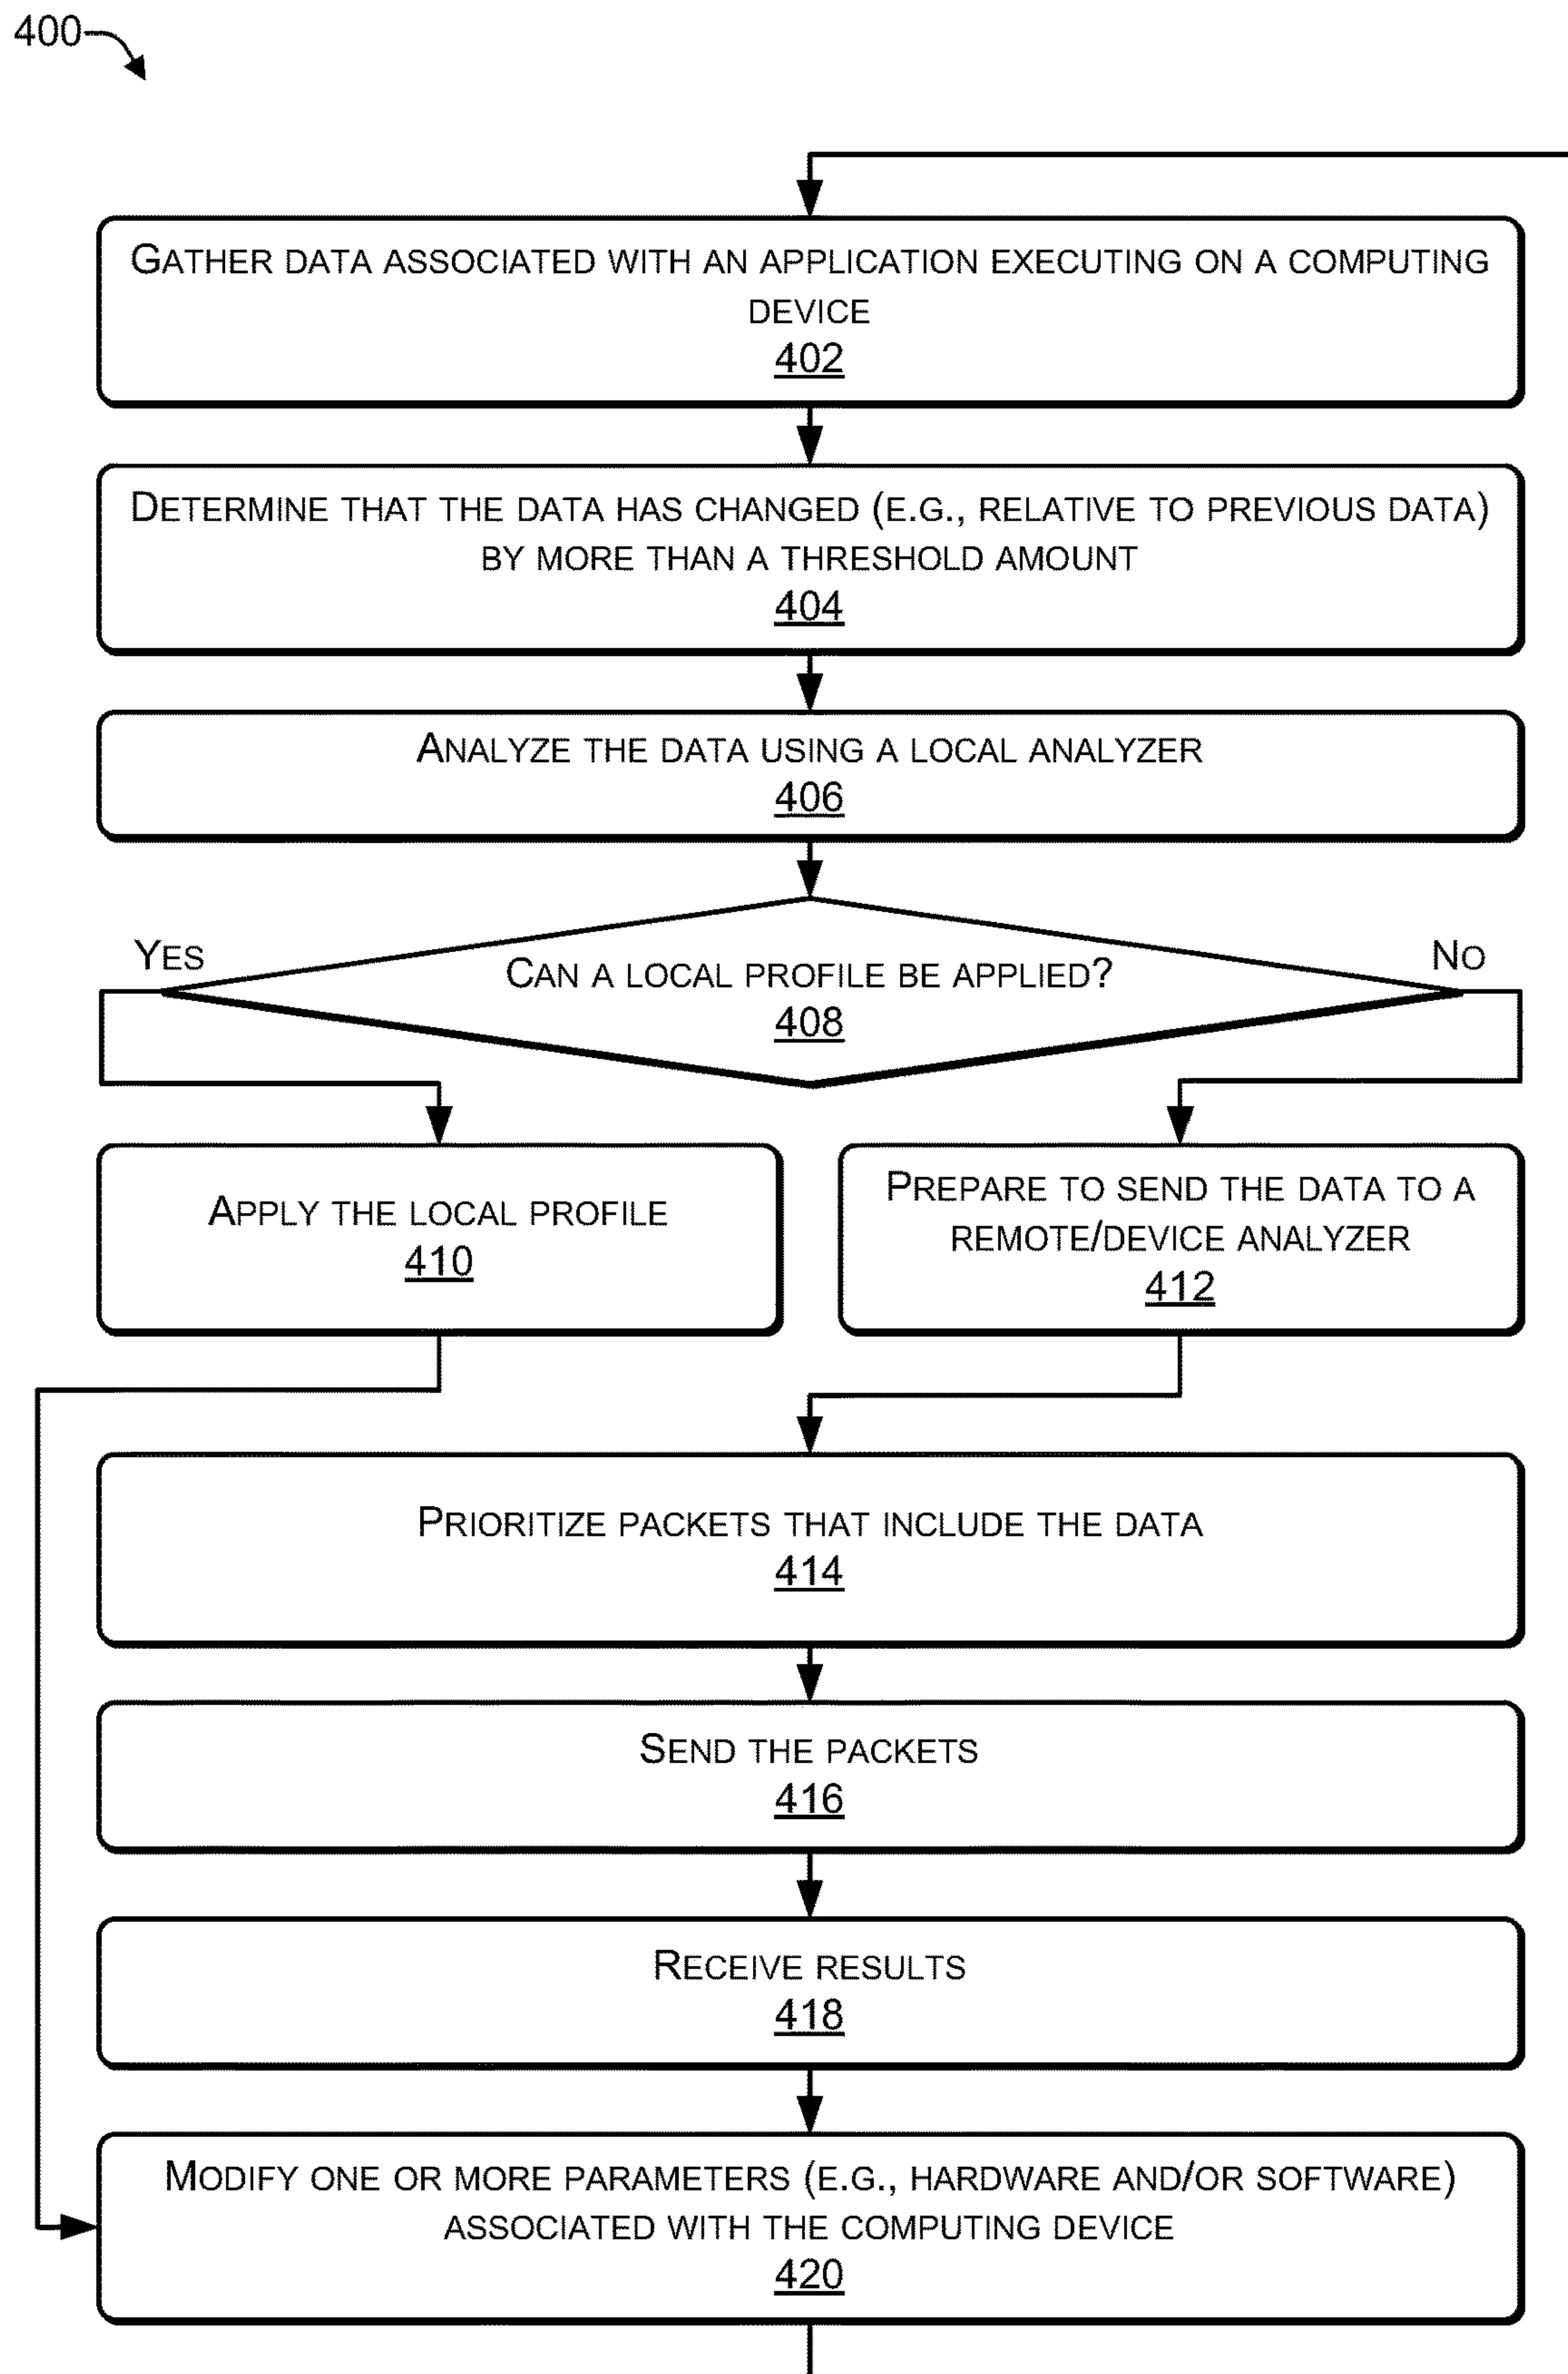 400
GATHER DATA ASSOCIATED WITH AN APPLICATION EXECUTING ON A COMPUTING
DEVICE
402
DETERMINE THAT THE DATA HAS CHANGED (E.G., RELATIVE TO PREVIOUS DATA)
BY MORE THAN A THRESHOLD AMOUNT
404
ANALYZE THE DATA USING A LOCAL ANALYZER
406
YES
NO
CAN A LOCAL PROFILE BE APPLIED?
408
APPLY THE LOCAL PROFILE
410
PREPARE TO SEND THE DATA TO A
REMOTE/DEVICE ANALYZER
412
PRIORITIZE PACKETS THAT INCLUDE THE DATA
414
SEND THE PACKETS
416
RECEIVE RESULTS
418
MODIFY ONE OR MORE PARAMETERS (E.G., HARDWARE AND/OR SOFTWARE)
ASSOCIATED WITH THE COMPUTING DEVICE
420